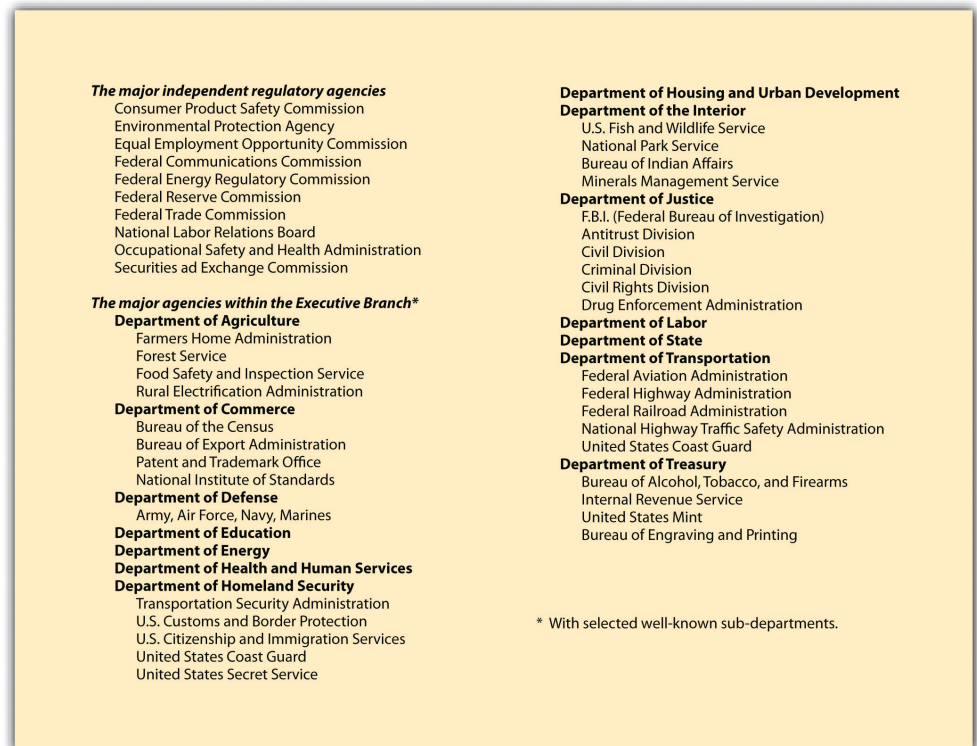 The major independent regulatory agencies
Consumer Product Safety Commission
Environmental Protection Agency
Equal Employment Opportunity Commission
Federal Communications Commission
Federal Energy Regulatory Commission
Federal Reserve Commission
Federal Trade Commission
National Labor Relations Board
Occupational Safety and Health Administration
Securities ad Exchange Commission
The major agencies within the Executive Branch*
Department of Agriculture
Farmers Home Administration
Forest Service
Food Safety and Inspection Service
Rural Electrification Administration
Department of Commerce
Bureau of the Census
Bureau of Export Administration
Patent and Trademark Office
National Institute of Standards
Department of Defense
Army, Air Force, Navy, Marines
Department of Education
Department of Energy
Department of Health and Human Services
Department of Homeland Security
Transportation Security Administration
U.S. Customs and Border Protection
U.S. Citizenship and Immigration Services
United States Coast Guard
United States Secret Service
Department of Housing and Urban Development
Department of the Interior
U.S. Fish and Wildlife Service
National Park Service
Bureau of Indian Affairs
Minerals Management Service
Department of Justice
F.B.I. (Federal Bureau of Investigation)
Antitrust Division
Civil Division
Criminal Division
Civil Rights Division
Drug Enforcement Administration
Department of Labor
Department of State
Department of Transportation
Federal Aviation Administration
Federal Highway Administration
Federal Railroad Administration
National Highway Traffic Safety Administration
United States Coast Guard
Department of Treasury
Bureau of Alcohol, Tobacco, and Firearms
Internal Revenue Service
United States Mint
Bureau of Engraving and Printing
* With selected well-known sub-departments.